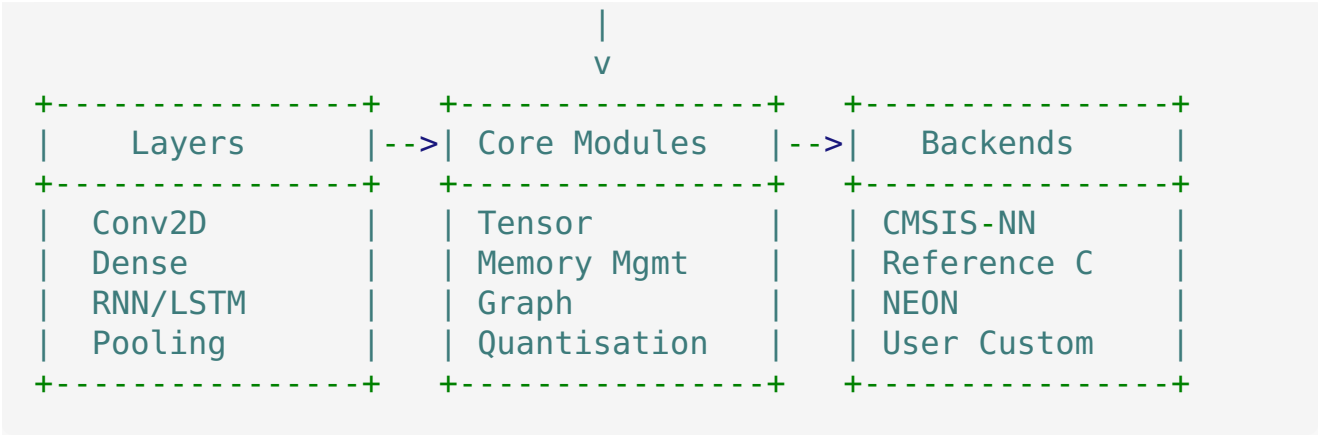 |
                             v
+-----------------+   +----------------+   +----------------+
|    Layers      |-->| Core Modules   |-->|   Backends     |
+-----------------+   +----------------+   +----------------+
|  Conv2D        |   | Tensor         |   | CMSIS-NN       |
|  Dense         |   | Memory Mgmt    |   | Reference C    |
|  RNN/LSTM      |   | Graph          |   | NEON           |
|  Pooling       |   | Quantisation   |   | User Custom    |
+-----------------+   +----------------+   +----------------+